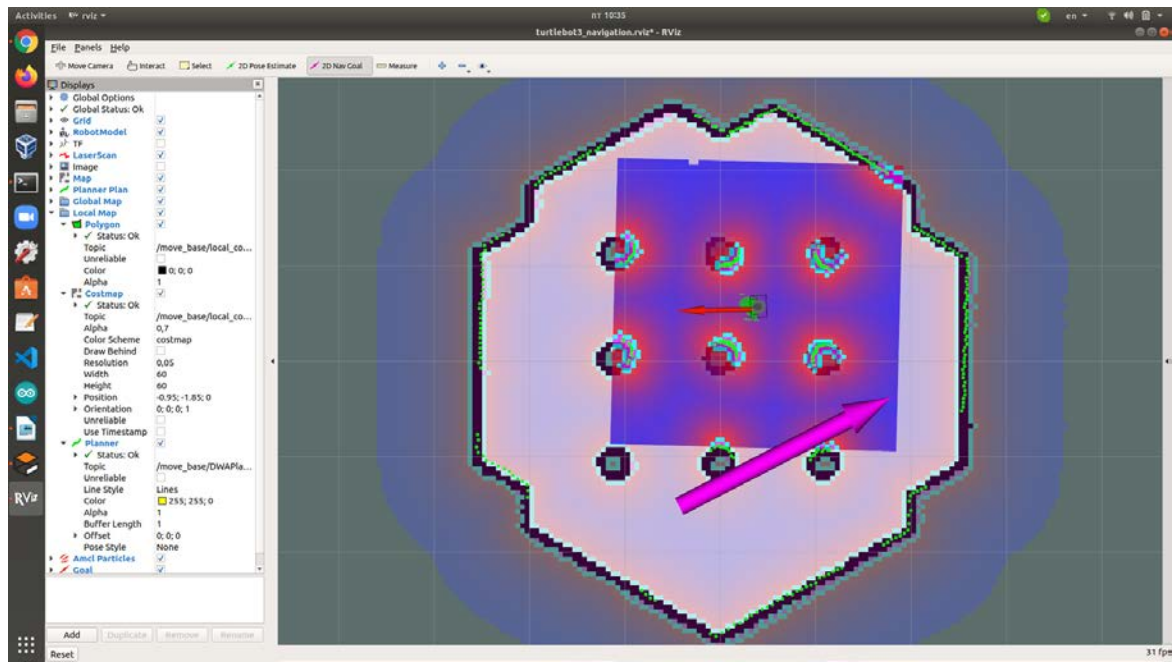 Activities RViz rviz
пт 10:35
en
turtlebot3_navigation.rviz* - RViz
File Panels Help
Move Camera Interact Select 2D Pose Estimate 2D Nav Goal Measure
Displays
Global Options
Global Status: Ok
Grid
RobotModel
TF
LaserScan
Image
Map
Planner Plan
Global Map
Local Map
Polygon
Status: Ok
Topic /move_base/local_co...
Unreliable
Color 0; 0; 0
Alpha 1
Costmap
Status: Ok
Topic /move_base/local_co...
Alpha 0,7
Color Scheme costmap
Draw Behind
Resolution 0,05
Width 60
Height 60
Position -0.95; -1.85; 0
Orientation 0; 0; 0; 1
Unreliable
Use Timestamp
Planner
Status: Ok
Topic /move_base/DWAPla...
Unreliable
Line Style Lines
Color 255; 255; 0
Alpha 1
Buffer Length 1
Offset 0; 0; 0
Pose Style None
Amcl Particles
Goal
RViz
Add Duplicate Remove Rename
Reset
31 fps